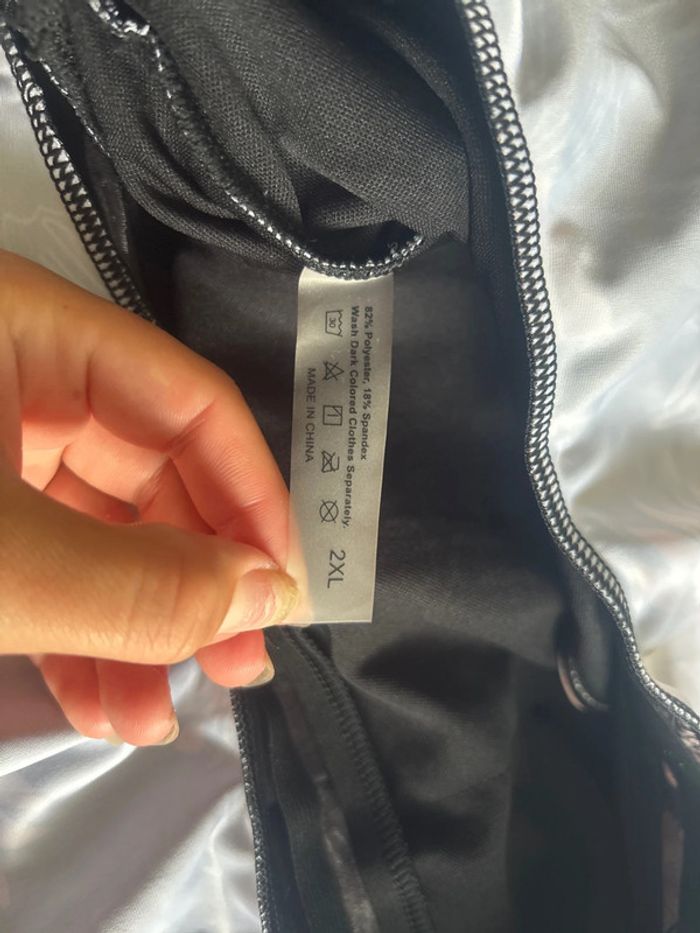 82% Polyester, 18% Spandex
Wash Dark Colored Clothes Separately.
30
MADE IN CHINA
2XL